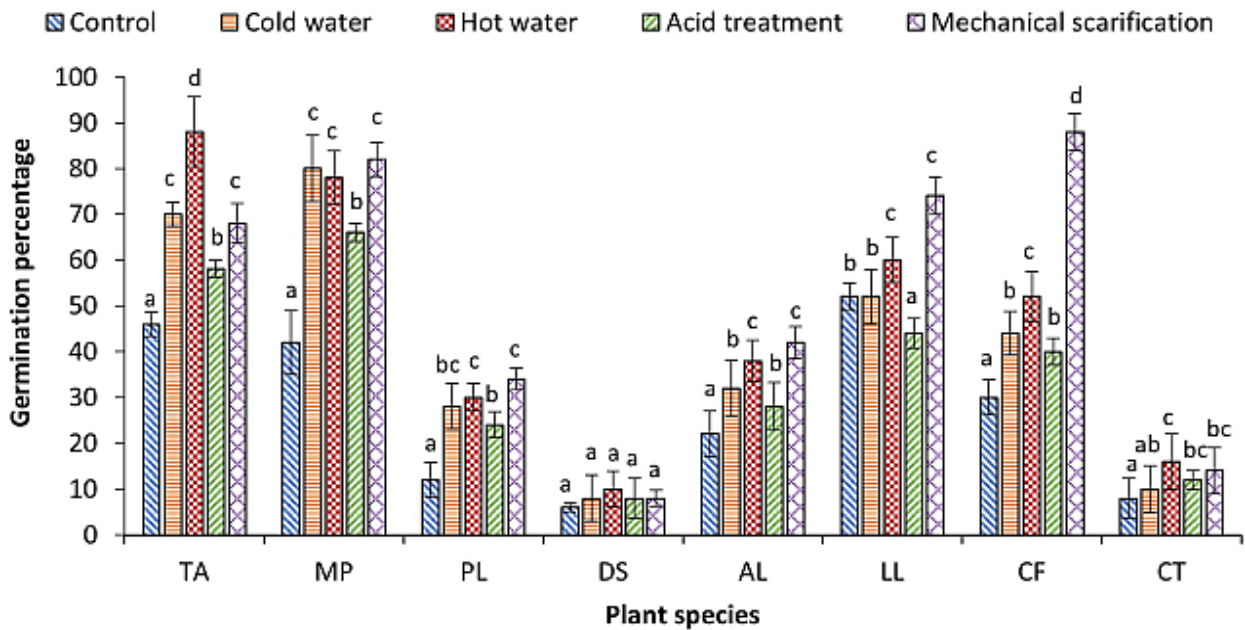 Control Cold water Hot water Acid treatment Mechanical scarification
Germination percentage
100
90
80
70
60
50
40
30
20
10
0
a c d b c
a c c b c
a bc c b c
a a a a a
a b c b c
b b c a c
a b c b d
a ab c bc bc
TA MP PL DS AL LL CF CT
Plant species